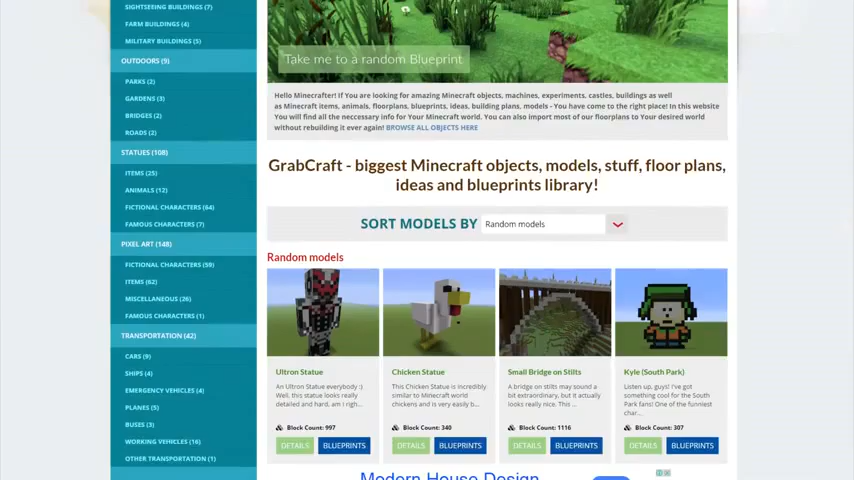 SIGHTSEEING BUILDINGS (7)
FARM BUILDINGS (4)
MILITARY BUILDINGS (5)
OUTDOORS (9)
PARKS (2)
GARDENS (3)
BRIDGES (2)
ROADS (2)
STATUES (108)
ITEMS (25)
ANIMALS (12)
FICTIONAL CHARACTERS (64)
FAMOUS CHARACTERS (7)
PIXEL ART (148)
FICTIONAL CHARACTERS (59)
ITEMS (62)
MISCELLANEOUS (26)
FAMOUS CHARACTERS (1)
TRANSPORTATION (42)
CARS (9)
SHIPS (4)
EMERGENCY VEHICLES (4)
PLANES (5)
BUSES (3)
WORKING VEHICLES (16)
OTHER TRANSPORTATION (1)
Take me to a random Blueprint
Hello Minecrafter! If You are looking for amazing Minecraft objects, machines, experiments, castles, buildings as well
as Minecraft items, animals, floorplans, blueprints, ideas, building plans, models - You have come to the right place! In this website
You will find all the neccessary info for Your Minecraft world. You can also import most of our floorplans to Your desired world
without rebuilding it ever again! BROWSE ALL OBJECTS HERE
GrabCraft - biggest Minecraft objects, models, stuff, floor plans,
ideas and blueprints library!
SORT MODELS BY Random models
Random models
Ultron Statue
An Ultron Statue everybody :)
Well, this statue looks really
detailed and hard, am i righ...
Block Count: 997
DETAILS BLUEPRINTS
Chicken Statue
This Chicken Statue is incredibly
similar to Minecraft world
chickens and is very easily b...
Block Count: 340
DETAILS BLUEPRINTS
Small Bridge on Stilts
A bridge on stilts may sound a
bit extraordinary, but it actually
looks really nice. This ...
Block Count: 1116
DETAILS BLUEPRINTS
Kyle (South Park)
Listen up, guys! I've got
something cool for the South
Park fans! One of the funniest
char...
Block Count: 307
DETAILS BLUEPRINTS
Modern House Design